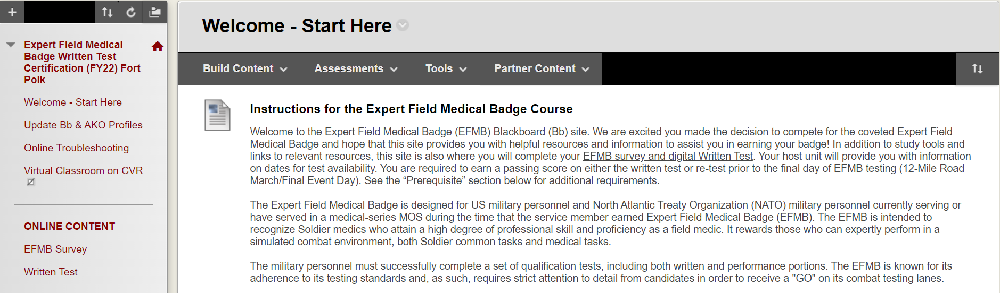 Expert Field Medical
Badge Written Test
Certification (FY22) Fort
Polk
Welcome - Start Here
Update Bb & AKO Profiles
Online Troubleshooting
Virtual Classroom on CVR
ONLINE CONTENT
EFMB Survey
Written Test
Welcome - Start Here
Build Content Assessments Tools Partner Content
Instructions for the Expert Field Medical Badge Course
Welcome to the Expert Field Medical Badge (EFMB) Blackboard (Bb) site. We are excited you made the decision to compete for the coveted Expert Field
Medical Badge and hope that this site provides you with helpful resources and information to assist you in earning your badge! In addition to study tools and
links to relevant resources, this site is also where you will complete your EFMB survey and digital Written Test. Your host unit will provide you with information
on dates for test availability. You are required to earn a passing score on either the written test or re-test prior to the final day of EFMB testing (12-Mile Road
March/Final Event Day). See the “Prerequisite” section below for additional requirements.
The Expert Field Medical Badge is designed for US military personnel and North Atlantic Treaty Organization (NATO) military personnel currently serving or
have served in a medical-series MOS during the time that the service member earned Expert Field Medical Badge (EFMB). The EFMB is intended to
recognize Soldier medics who attain a high degree of professional skill and proficiency as a field medic. It rewards those who can expertly perform in a
simulated combat environment, both Soldier common tasks and medical tasks.
The military personnel must successfully complete a set of qualification tests, including both written and performance portions. The EFMB is known for its
adherence to its testing standards and, as such, requires strict attention to detail from candidates in order to receive a "GO" on its combat testing lanes.